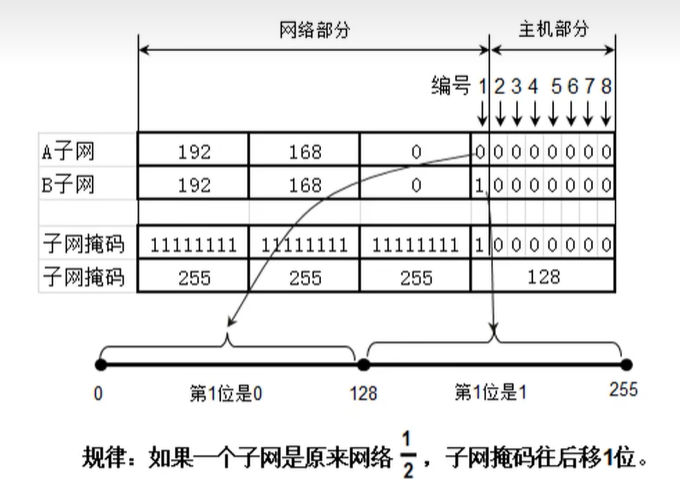 网络部分 主机部分
编号 1 2 3 4 5 6 7 8
A子网 192 168 0 0 0 0 0 0 0 0 0
B子网 192 168 0 1 0 0 0 0 0 0 0
子网掩码 11111111 11111111 11111111 1 0 0 0 0 0 0 0
子网掩码 255 255 255 128
0 第1位是0 128 第1位是1 255
规律：如果一个子网是原来网络 1/2 ，子网掩码往后移1位。